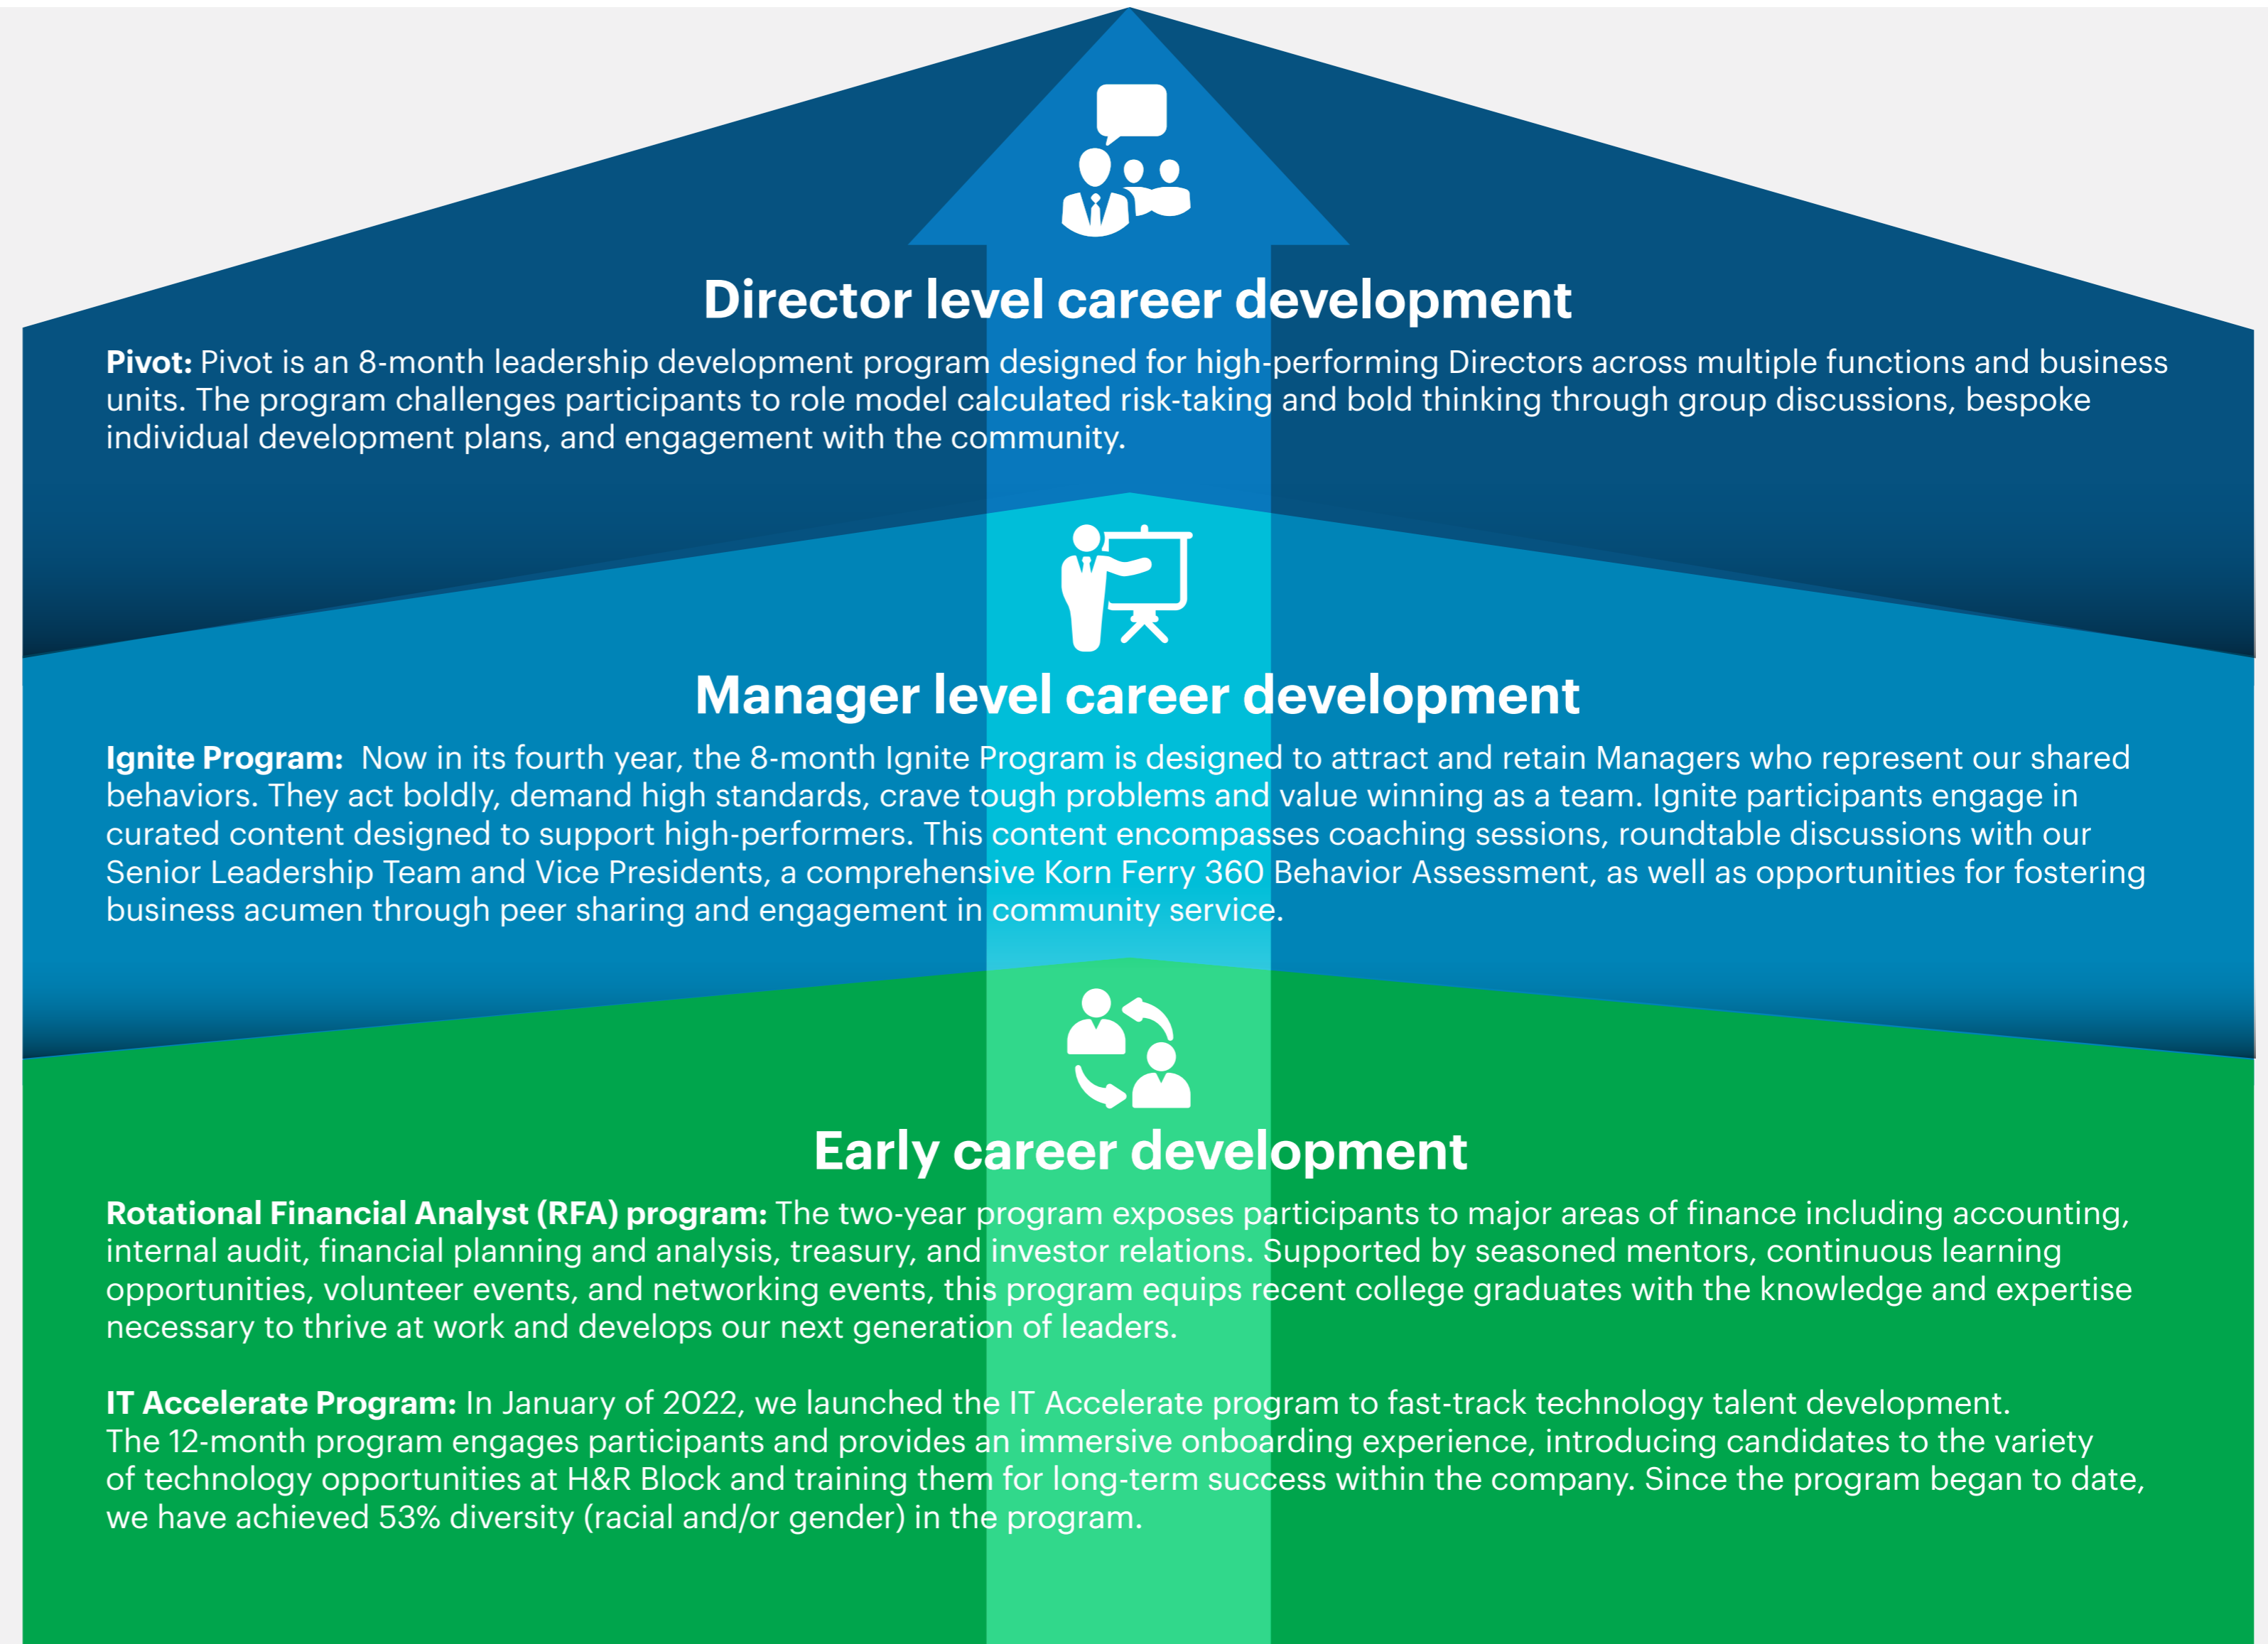 Director level career development
Pivot: Pivot is an 8-month leadership development program designed for high-performing Directors across multiple functions and business
units. The program challenges participants to role model calculated risk-taking and bold thinking through group discussions, bespoke
individual development plans, and engagement with the community.
Manager level career development
Ignite Program: Now in its fourth year, the 8-month Ignite Program is designed to attract and retain Managers who represent our shared
behaviors. They act boldly, demand high standards, crave tough problems and value winning as a team. Ignite participants engage in
curated content designed to support high-performers. This content encompasses coaching sessions, roundtable discussions with our
Senior Leadership Team and Vice Presidents, a comprehensive Korn Ferry 360 Behavior Assessment, as well as opportunities for fostering
business acumen through peer sharing and engagement in community service.
Early career development
Rotational Financial Analyst (RFA) program: The two-year program exposes participants to major areas of finance including accounting,
internal audit, financial planning and analysis, treasury, and investor relations. Supported by seasoned mentors, continuous learning
opportunities, volunteer events, and networking events, this program equips recent college graduates with the knowledge and expertise
necessary to thrive at work and develops our next generation of leaders.
IT Accelerate Program: In January of 2022, we launched the IT Accelerate program to fast-track technology talent development.
The 12-month program engages participants and provides an immersive onboarding experience, introducing candidates to the variety
of technology opportunities at H&R Block and training them for long-term success within the company. Since the program began to date,
we have achieved 53% diversity (racial and/or gender) in the program.